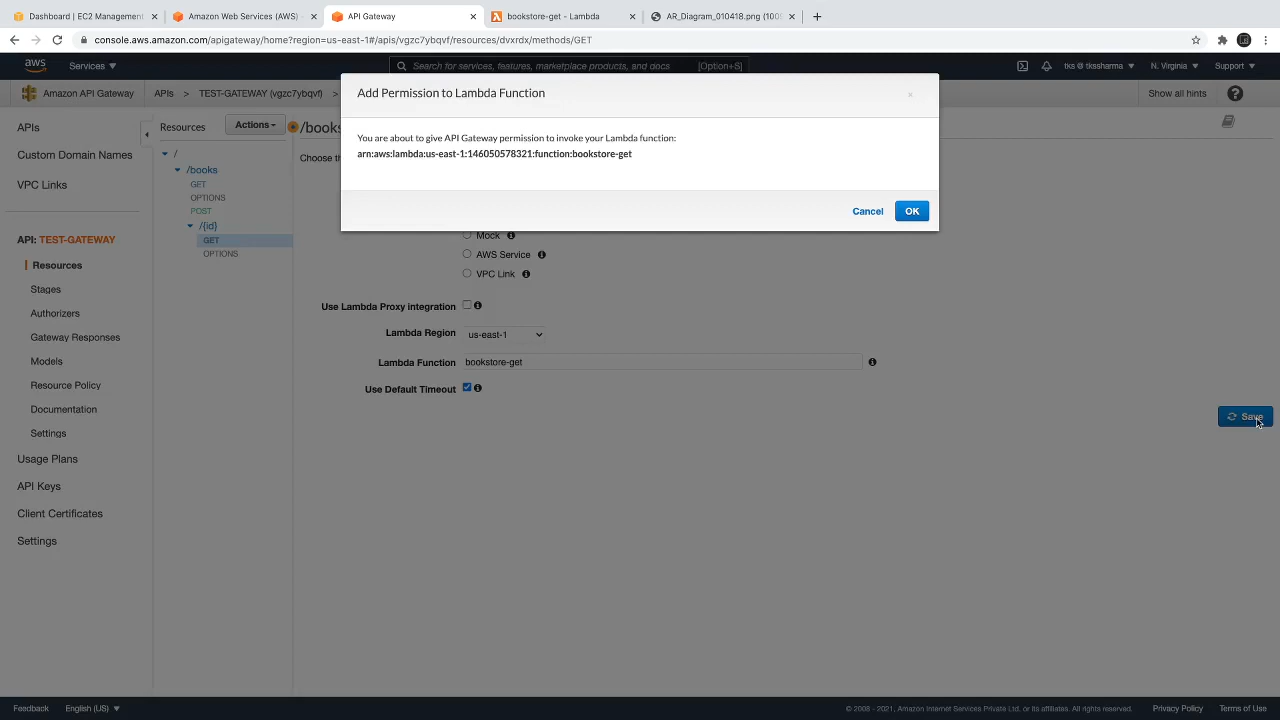 Dashboard | EC2 Management
Amazon Web Services (AWS) -
API Gateway
bookstore-get - Lambda
AR_Diagram_010418.png (100
console.aws.amazon.com/apigateway/home?region=us-east-1#/apis/vgzc7ybqvf/resources/dvxrdx/methods/GET
aws
Services
Search for services, features, marketplace products, and docs
[Option+S]
tks @ tkssharma
N. Virginia
Support
Amazon API Gateway
APIs > TEST-GATEWAY (vgzc7ybqvf) >
Show all hints
APIs
Custom Domain Names
VPC Links
API: TEST-GATEWAY
Resources
Stages
Authorizers
Gateway Responses
Models
Resource Policy
Documentation
Settings
Usage Plans
API Keys
Client Certificates
Settings
Resources
Actions
/
/books
GET
OPTIONS
POST
/{id}
GET
OPTIONS
/books
Choose th
Add Permission to Lambda Function
×
You are about to give API Gateway permission to invoke your Lambda function:
arn:aws:lambda:us-east-1:146050578321:function:bookstore-get
Cancel
OK
Mock
AWS Service
VPC Link
Use Lambda Proxy integration
Lambda Region us-east-1
Lambda Function bookstore-get
Use Default Timeout
Save
Feedback
English (US)
© 2008 - 2021, Amazon Internet Services Private Ltd. or its affiliates. All rights reserved.
Privacy Policy
Terms of Use